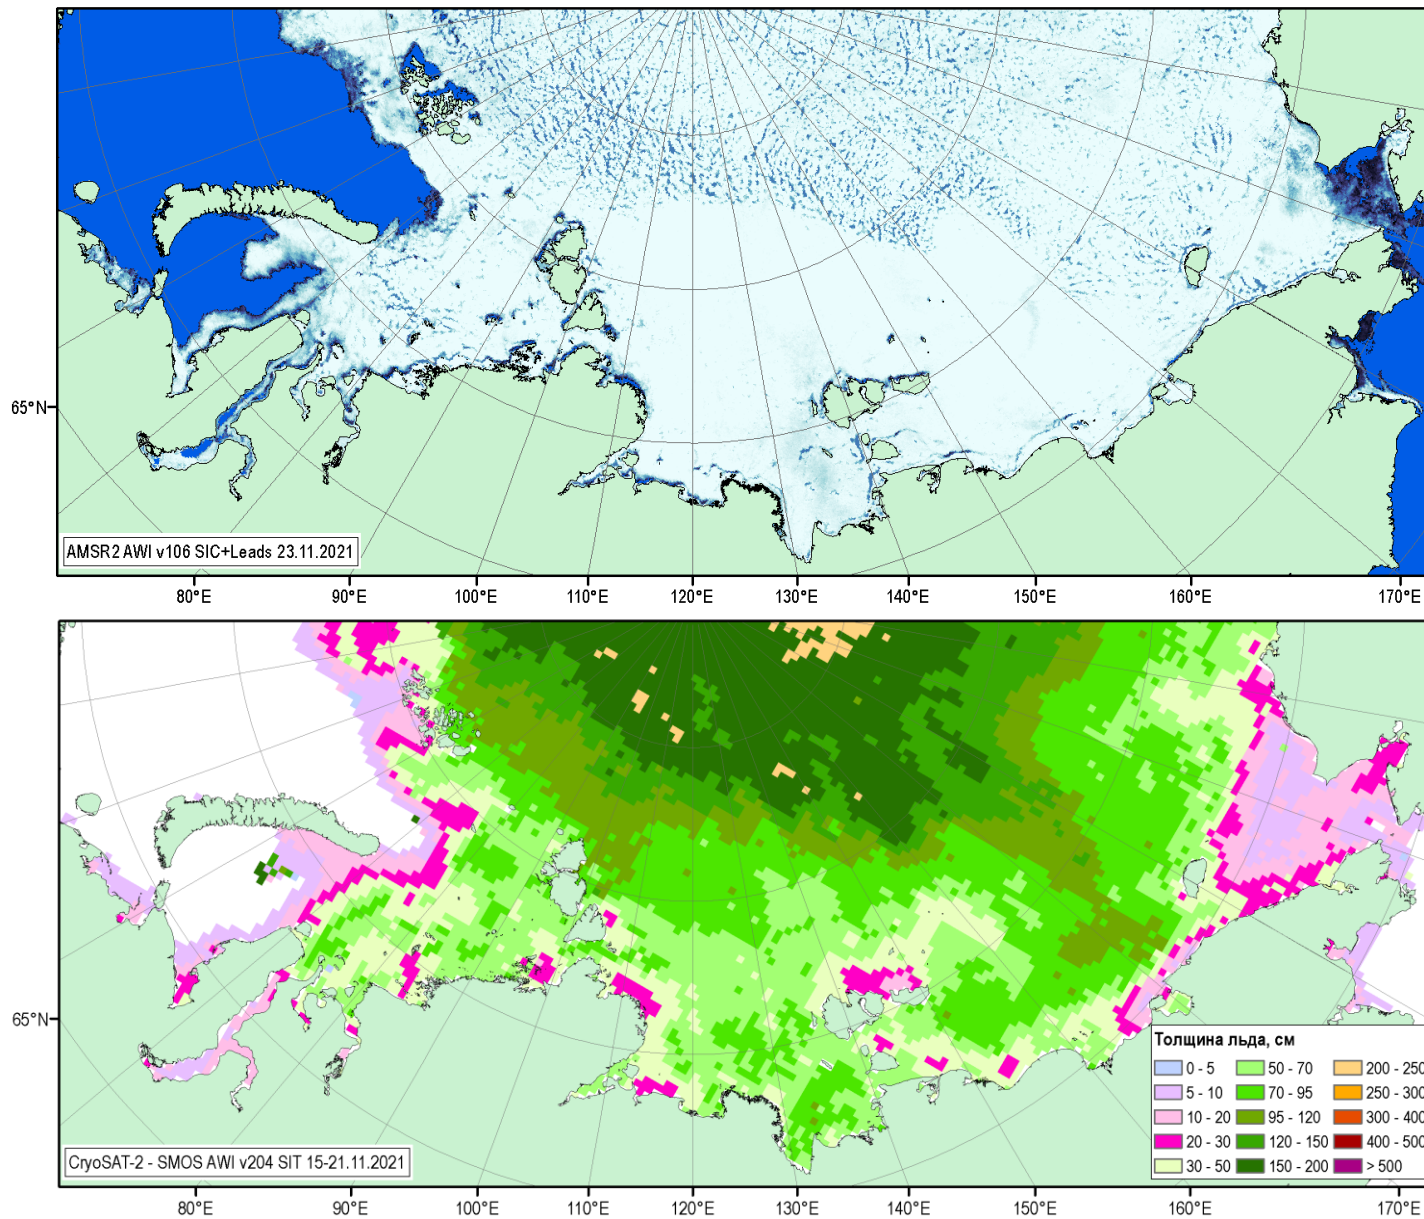 65°N
AMSR2 AWI v106 SIC+Leads 23.11.2021
80°E 90°E 100°E 110°E 120°E 130°E 140°E 150°E 160°E 170°E
65°N
Толщина льда, см
0 - 5 50 - 70 200 - 250
5 - 10 70 - 95 250 - 300
10 - 20 95 - 120 300 - 400
20 - 30 120 - 150 400 - 500
30 - 50 150 - 200 > 500
CryoSAT-2 - SMOS AWI v204 SIT 15-21.11.2021
80°E 90°E 100°E 110°E 120°E 130°E 140°E 150°E 160°E 170°E